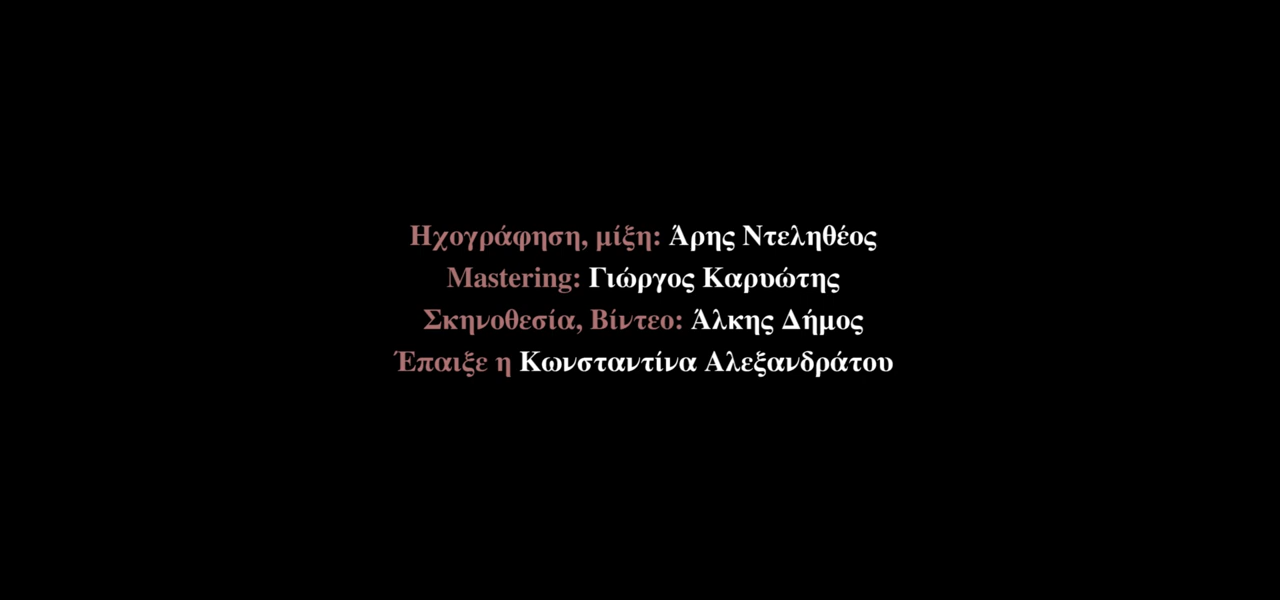 Ηχογράφηση, μίξη: Άρης Ντεληθέος
Mastering: Γιώργος Καρυώτης
Σκηνοθεσία, Βίντεο: Άλκης Δήμος
Έπαιξε η Κωνσταντίνα Αλεξανδράτου